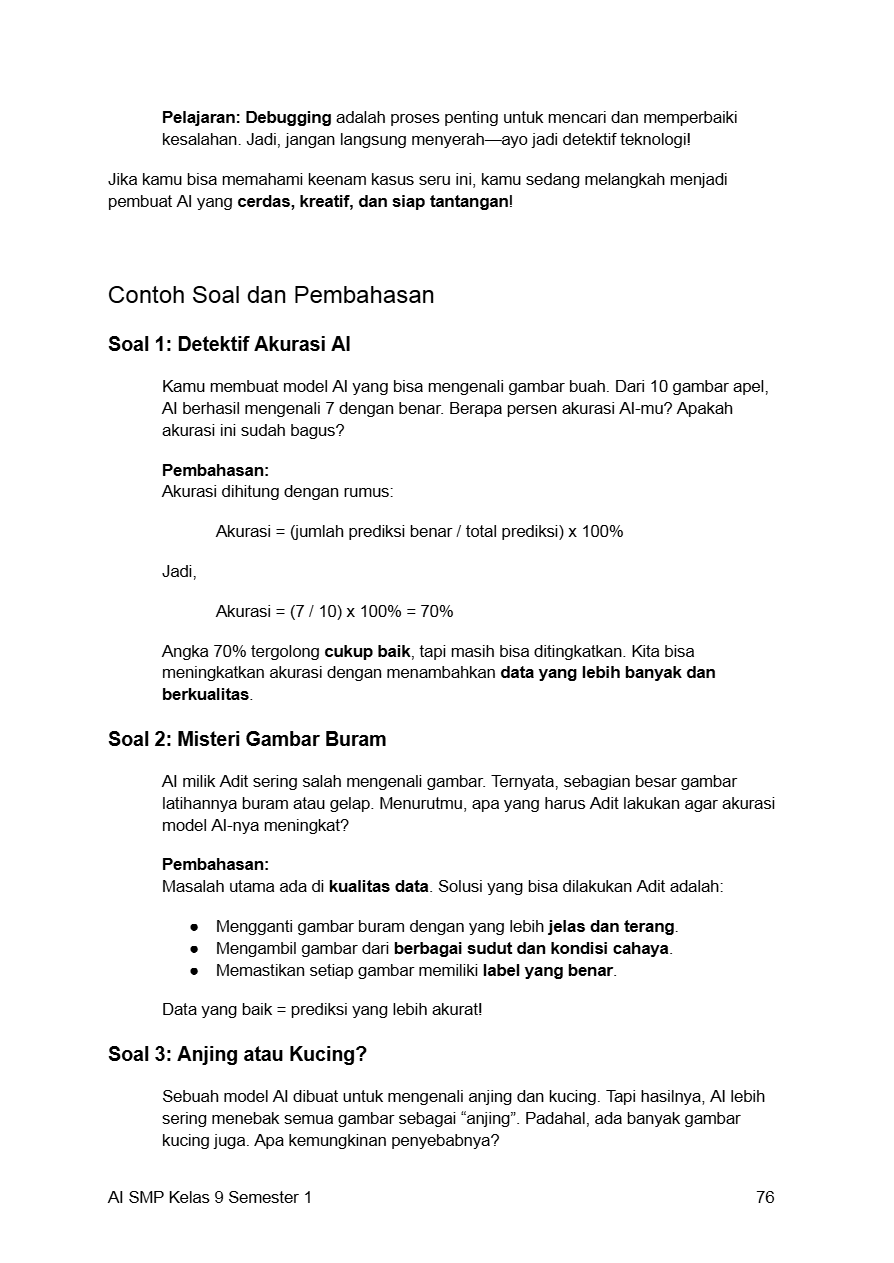 Pelajaran: Debugging adalah proses penting untuk mencari dan memperbaiki
kesalahan. Jadi, jangan langsung menyerah—ayo jadi detektif teknologi!
Jika kamu bisa memahami keenam kasus seru ini, kamu sedang melangkah menjadi
pembuat AI yang cerdas, kreatif, dan siap tantangan!
Contoh Soal dan Pembahasan
Soal 1: Detektif Akurasi AI
Kamu membuat model AI yang bisa mengenali gambar buah. Dari 10 gambar apel,
AI berhasil mengenali 7 dengan benar. Berapa persen akurasi AI-mu? Apakah
akurasi ini sudah bagus?
Pembahasan:
Akurasi dihitung dengan rumus:
Akurasi = (jumlah prediksi benar / total prediksi) x 100%
Jadi,
Akurasi = (7 / 10) x 100% = 70%
Angka 70% tergolong cukup baik, tapi masih bisa ditingkatkan. Kita bisa
meningkatkan akurasi dengan menambahkan data yang lebih banyak dan
berkualitas.
Soal 2: Misteri Gambar Buram
AI milik Adit sering salah mengenali gambar. Ternyata, sebagian besar gambar
latihannya buram atau gelap. Menurutmu, apa yang harus Adit lakukan agar akurasi
model AI-nya meningkat?
Pembahasan:
Masalah utama ada di kualitas data. Solusi yang bisa dilakukan Adit adalah:
● Mengganti gambar buram dengan yang lebih jelas dan terang.
● Mengambil gambar dari berbagai sudut dan kondisi cahaya.
● Memastikan setiap gambar memiliki label yang benar.
Data yang baik = prediksi yang lebih akurat!
Soal 3: Anjing atau Kucing?
Sebuah model AI dibuat untuk mengenali anjing dan kucing. Tapi hasilnya, AI lebih
sering menebak semua gambar sebagai “anjing”. Padahal, ada banyak gambar
kucing juga. Apa kemungkinan penyebabnya?
AI SMP Kelas 9 Semester 1 76